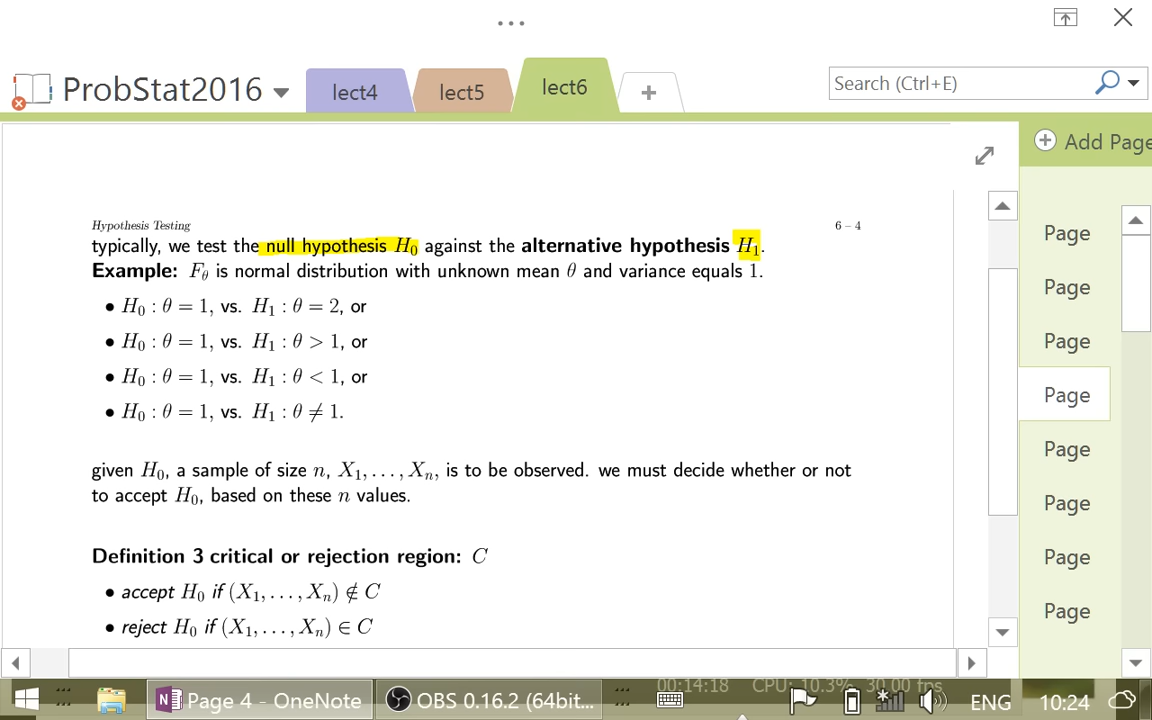 ...
ProbStat2016
lect4
lect5
lect6
+
Search (Ctrl+E)
Add Page
Hypothesis Testing
6 – 4
typically, we test the null hypothesis H₀ against the alternative hypothesis H₁.
Example: F_θ is normal distribution with unknown mean θ and variance equals 1.
• H₀ : θ = 1, vs. H₁ : θ = 2, or
• H₀ : θ = 1, vs. H₁ : θ > 1, or
• H₀ : θ = 1, vs. H₁ : θ < 1, or
• H₀ : θ = 1, vs. H₁ : θ ≠ 1.
given H₀, a sample of size n, X₁, . . . , Xₙ, is to be observed. we must decide whether or not
to accept H₀, based on these n values.
Definition 3 critical or rejection region: C
• accept H₀ if (X₁, . . . , Xₙ) ∉ C
• reject H₀ if (X₁, . . . , Xₙ) ∈ C
Page
Page
Page
Page
Page
Page
Page
Page
00:14:18 CPU: 10.3%, 30.00 fps
Page 4 - OneNote
OBS 0.16.2 (64bit...
ENG
10:24